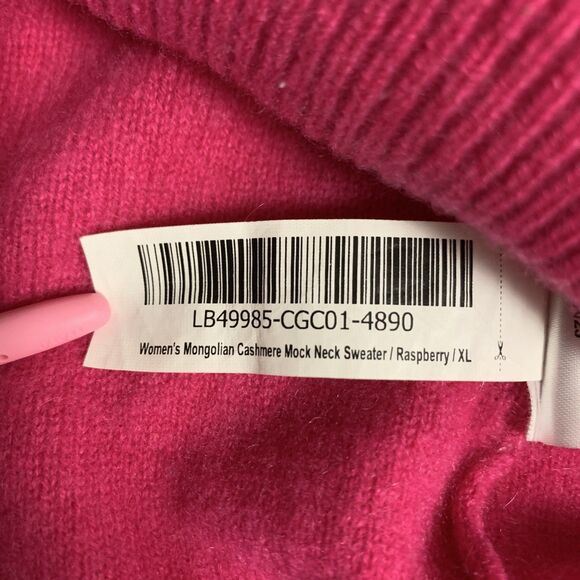 LB49985-CGC01-4890
Women's Mongolian Cashmere Mock Neck Sweater / Raspberry / XL